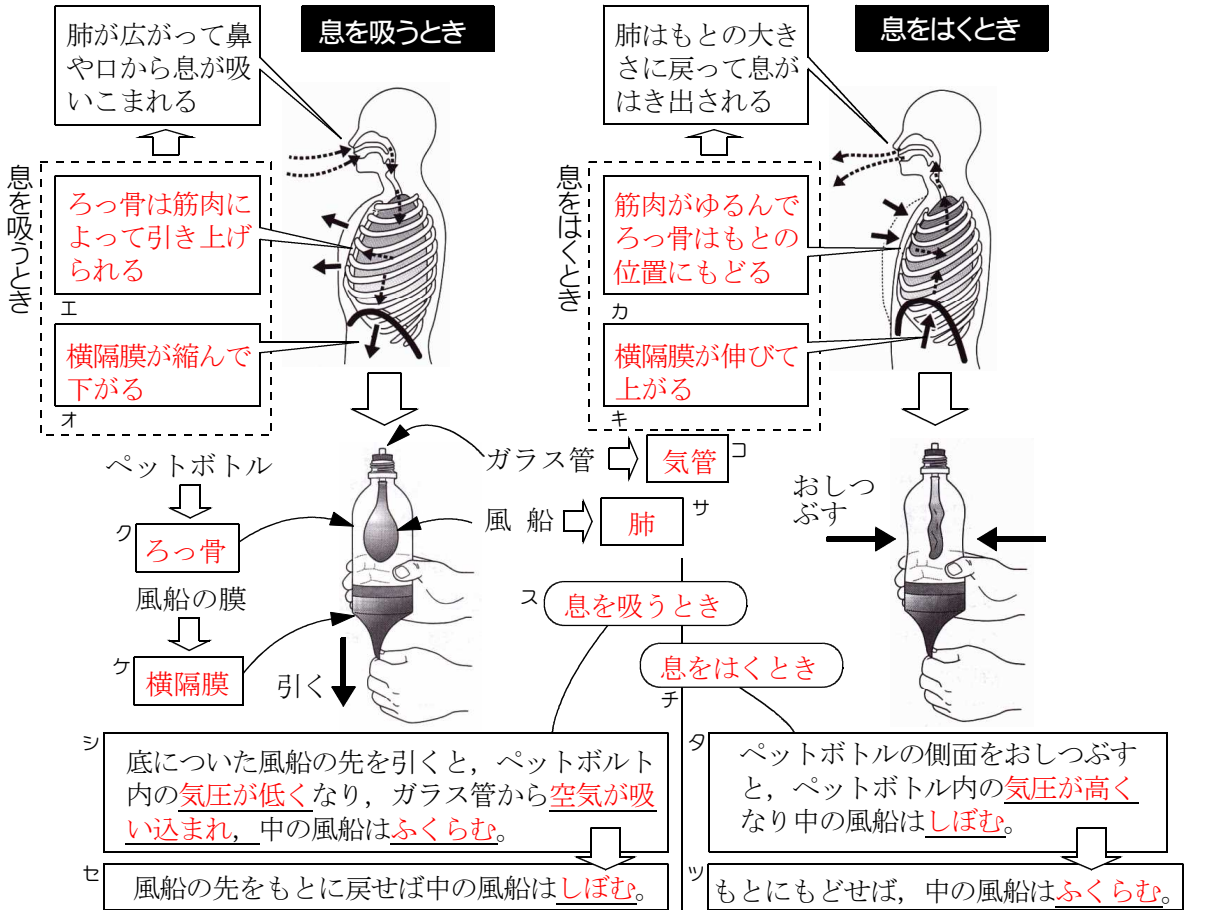 息を吸うとき
肺が広がって鼻
や口から息が吸
いこまれる
息を吸うとき
ろっ骨は筋肉に
よって引き上げ
られる
エ
横隔膜が縮んで
下がる
オ
息をはくとき
肺はもとの大き
さに戻って息が
はき出される
息をはくとき
筋肉がゆるんで
ろっ骨はもとの
位置にもどる
カ
横隔膜が伸びて
上がる
キ
ペットボトル
ク
ろっ骨
風船の膜
ケ
横隔膜
引く
ガラス管
気管
コ
風 船
肺
サ
おしつ
ぶす
ス
息を吸うとき
息をはくとき
チ
シ
底についた風船の先を引くと，ペットボルト
内の気圧が低くなり，ガラス管から空気が吸
い込まれ，中の風船はふくらむ。
セ
風船の先をもとに戻せば中の風船はしぼむ。
タ
ペットボトルの側面をおしつぶす
と，ペットボトル内の気圧が高く
なり中の風船はしぼむ。
ツ
もとにもどせば，中の風船はふくらむ。